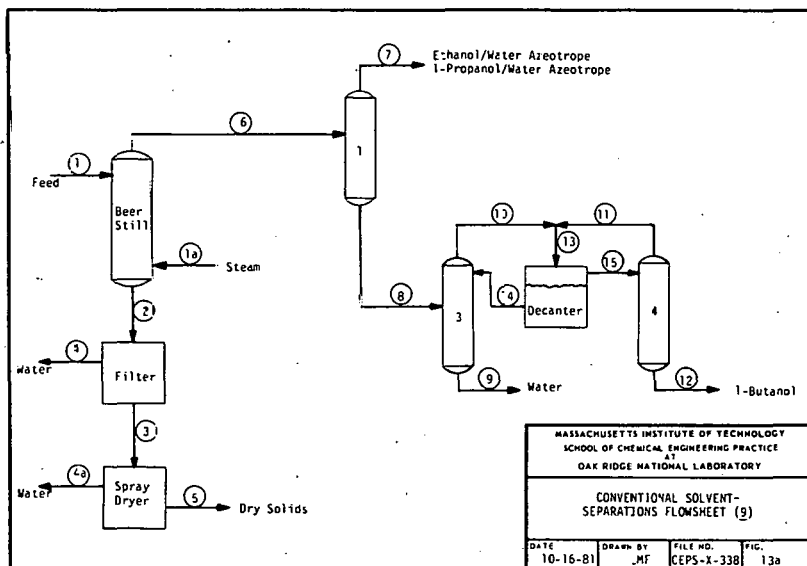 7
Ethanol/Water Azeotrope
1-Propanol/Water Azeotrope
6
1
Feed
Beer
Still
1
1a
Steam
10
11
13
15
8
3
14
Decanter
4
2
4
Water
Filter
9
Water
12
1-Butanol
3
4a
Water
Spray
Dryer
5
Dry Solids
MASSACHUSETTS INSTITUTE OF TECHNOLOGY
SCHOOL OF CHEMICAL ENGINEERING PRACTICE
AT
OAK RIDGE NATIONAL LABORATORY
CONVENTIONAL SOLVENT-
SEPARATIONS FLOWSHEET (9)
DATE DRAWN BY FILE NO. FIG.
10-16-81 MF CEPS-X-338 13a